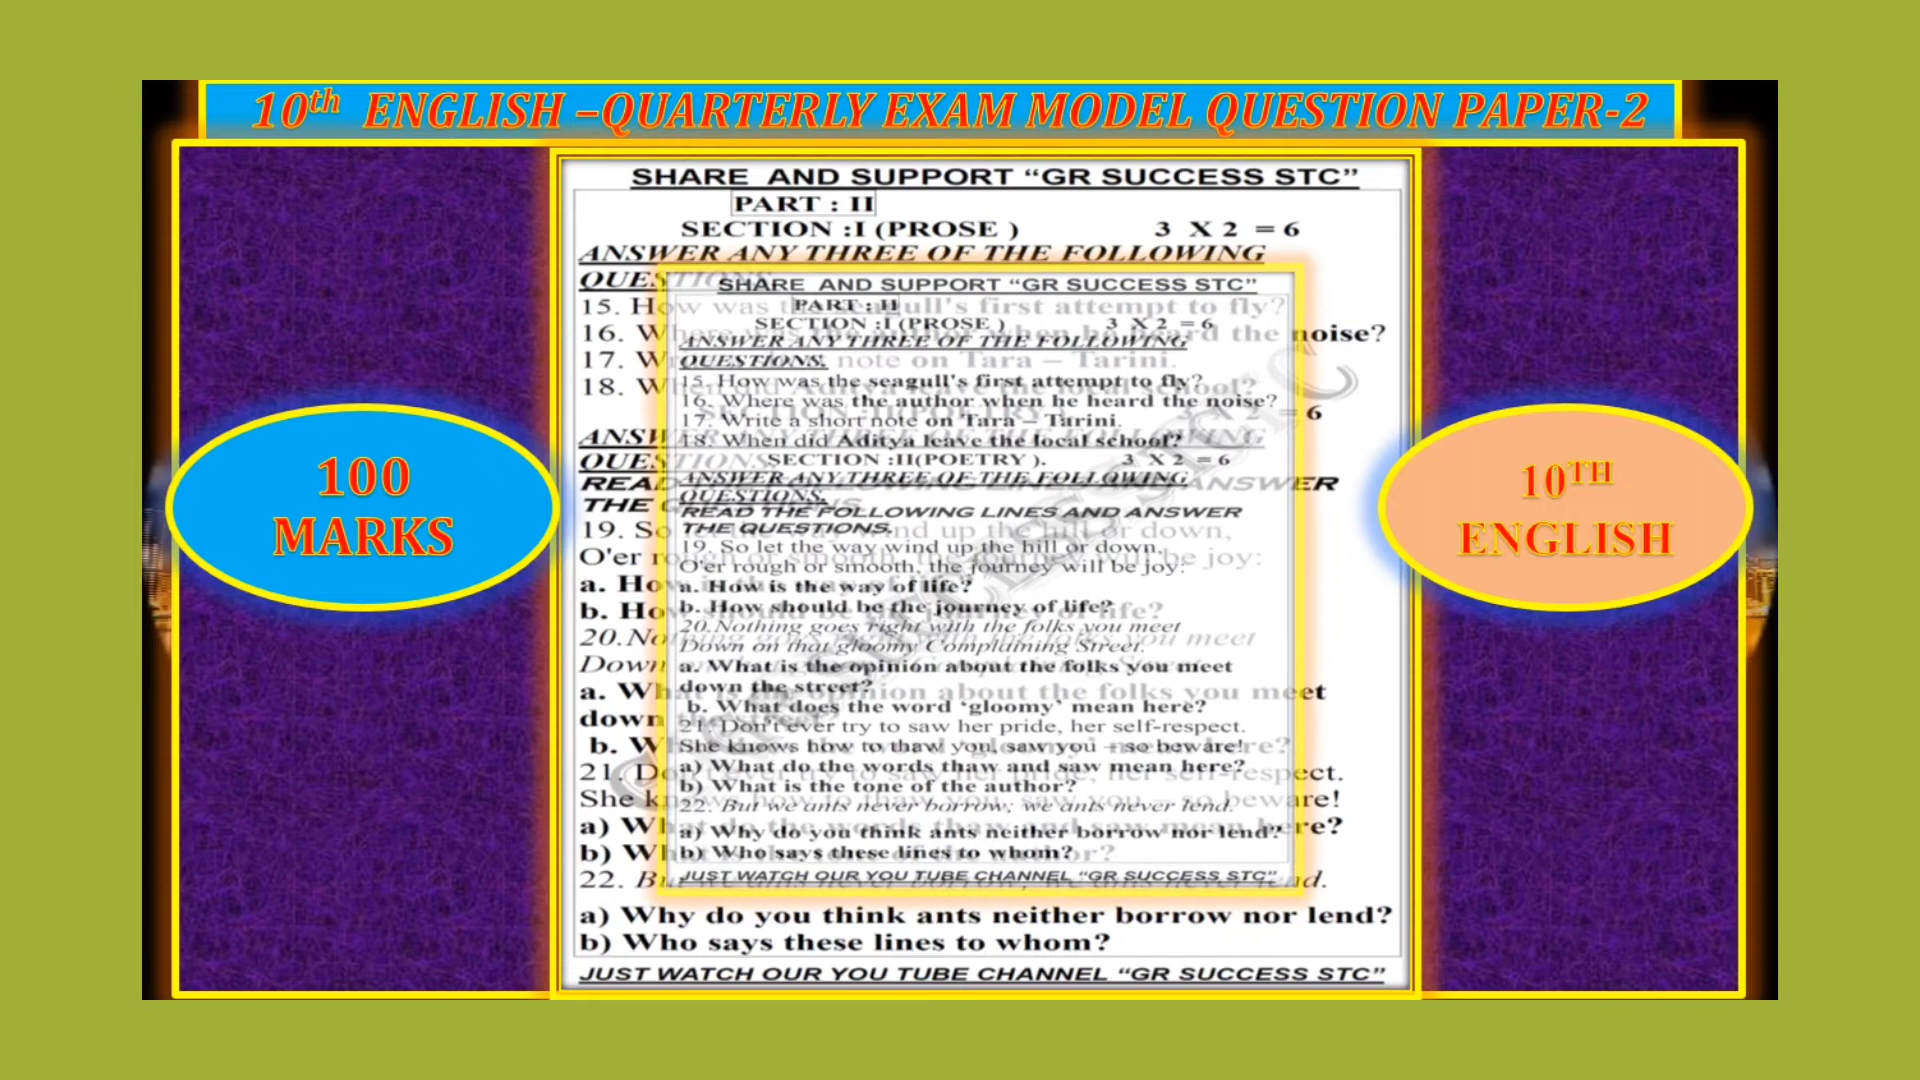 10th ENGLISH –QUARTERLY EXAM MODEL QUESTION PAPER-2
SHARE AND SUPPORT “GR SUCCESS STC”
PART : II
SECTION :I (PROSE ) 3 X 2 = 6
ANSWER ANY THREE OF THE FOLLOWING
QUESTIONS.
15. How was the seagull's first attempt to fly?
16. Where was the author when he heard the noise?
17. Write a short note on Tara – Tarini.
18. When did Aditya leave the local school?
SECTION :II(POETRY ). 3 X 2 = 6
ANSWER ANY THREE OF THE FOLLOWING
QUESTIONS.
READ THE FOLLOWING LINES AND ANSWER
THE QUESTIONS.
19. So let the way wind up the hill or down,
O'er rough or smooth, the journey will be joy:
a. How is the way of life?
b. How should be the journey of life?
20.Nothing goes right with the folks you meet
Down on that gloomy Complaining Street.
a. What is the opinion about the folks you meet
down the street?
b. What does the word ‘gloomy’ mean here?
21. Don't ever try to saw her pride, her self-respect.
She knows how to thaw you, saw you – so beware!
a) What do the words thaw and saw mean here?
b) What is the tone of the author?
22. But we ants never borrow; we ants never lend.
a) Why do you think ants neither borrow nor lend?
b) Who says these lines to whom?
JUST WATCH OUR YOU TUBE CHANNEL “GR SUCCESS STC”
100
MARKS
10TH
ENGLISH